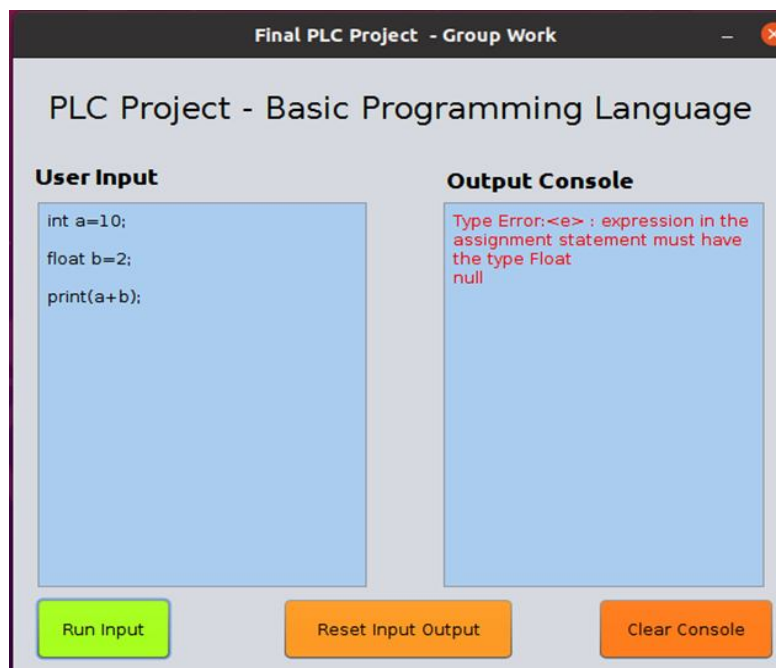 Final PLC Project - Group Work
PLC Project - Basic Programming Language
User Input
int a=10;
float b=2;
print(a+b);
Output Console
Type Error:<e> : expression in the
assignment statement must have
the type Float
null
Run Input
Reset Input Output
Clear Console